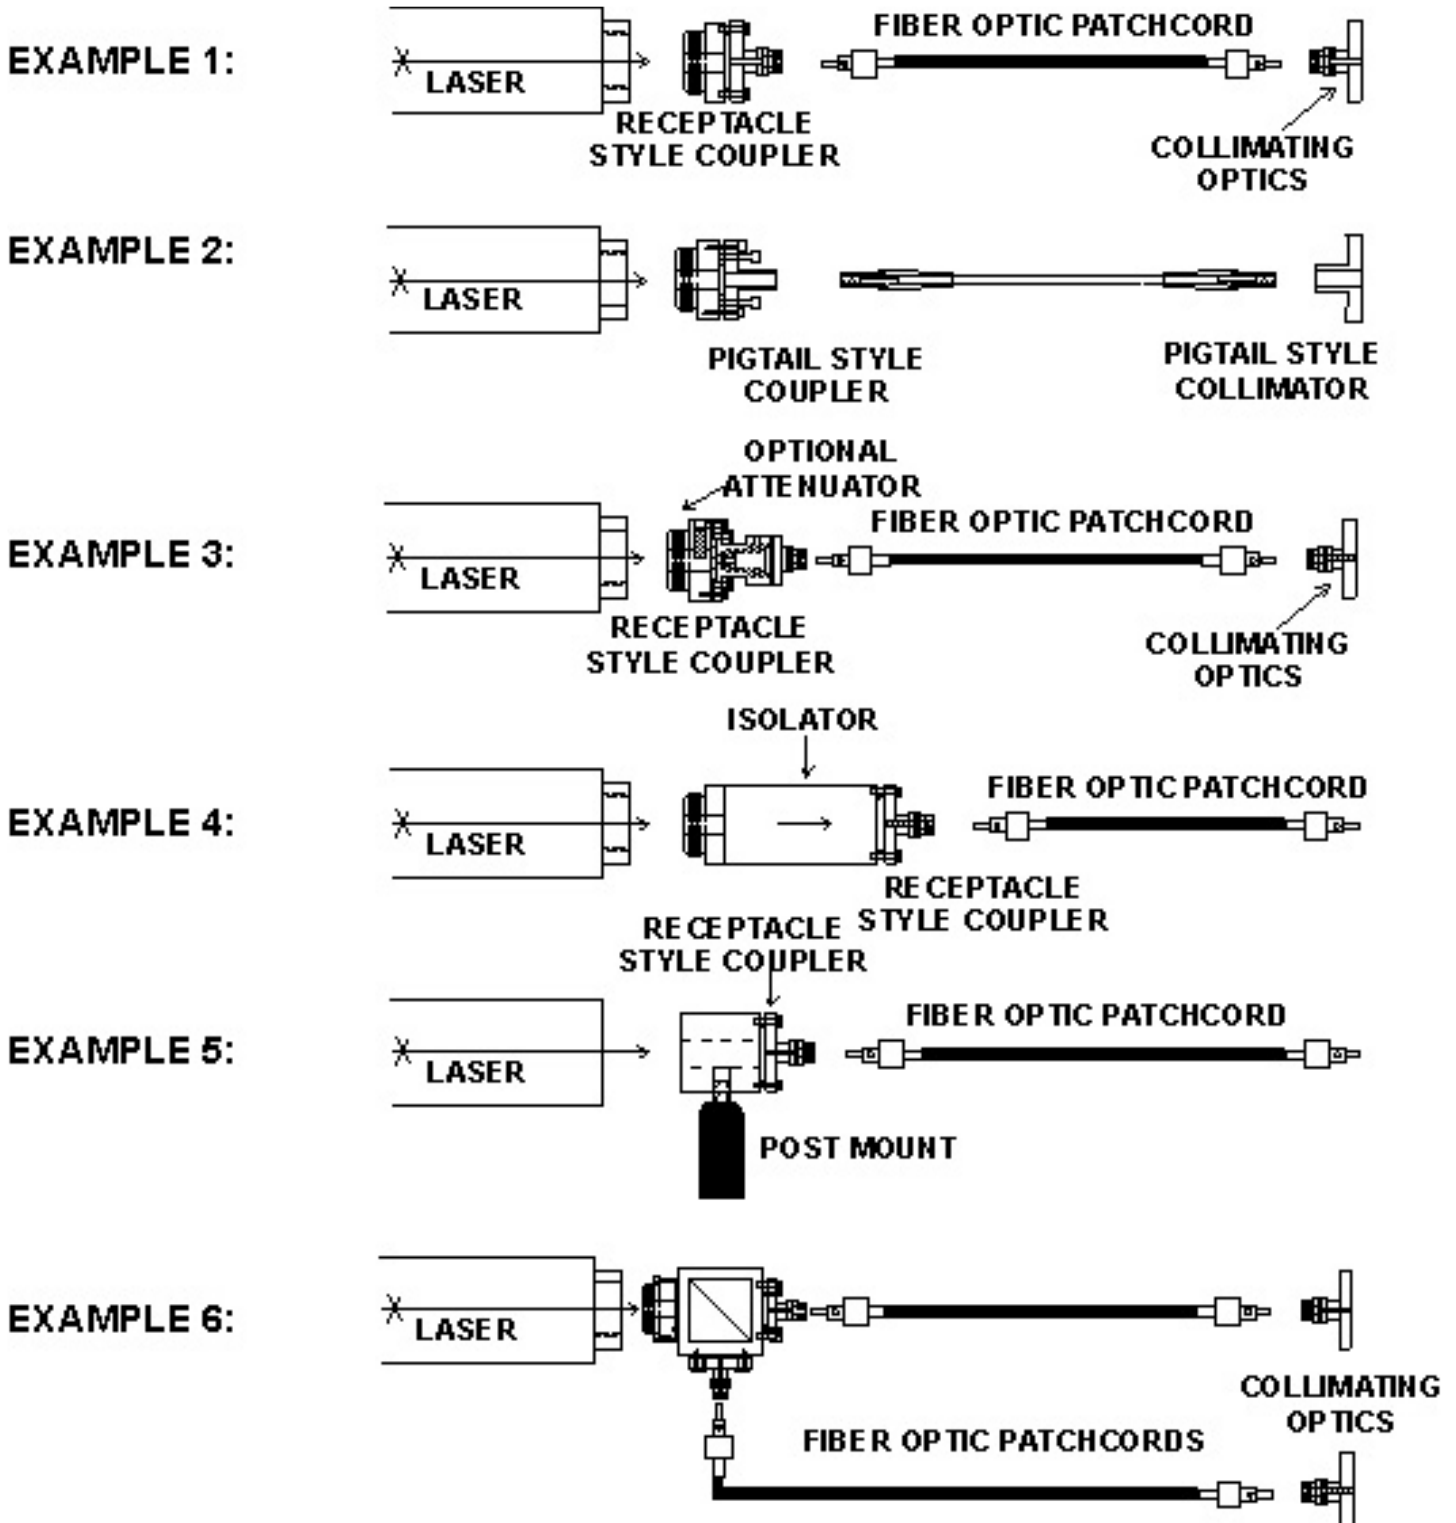 EXAMPLE 1:
LASER
RECEPTACLE
STYLE COUPLER
FIBER OPTIC PATCHCORD
COLLIMATING
OPTICS
EXAMPLE 2:
LASER
PIGTAIL STYLE
COUPLER
PIGTAIL STYLE
COLLIMATOR
EXAMPLE 3:
LASER
OPTIONAL
ATTENUATOR
RECEPTACLE
STYLE COUPLER
FIBER OPTIC PATCHCORD
COLLIMATING
OPTICS
EXAMPLE 4:
LASER
ISOLATOR
RECEPTACLE
STYLE COUPLER
FIBER OPTIC PATCHCORD
EXAMPLE 5:
LASER
RECEPTACLE
STYLE COUPLER
POST MOUNT
FIBER OPTIC PATCHCORD
EXAMPLE 6:
LASER
FIBER OPTIC PATCHCORDS
COLLIMATING
OPTICS